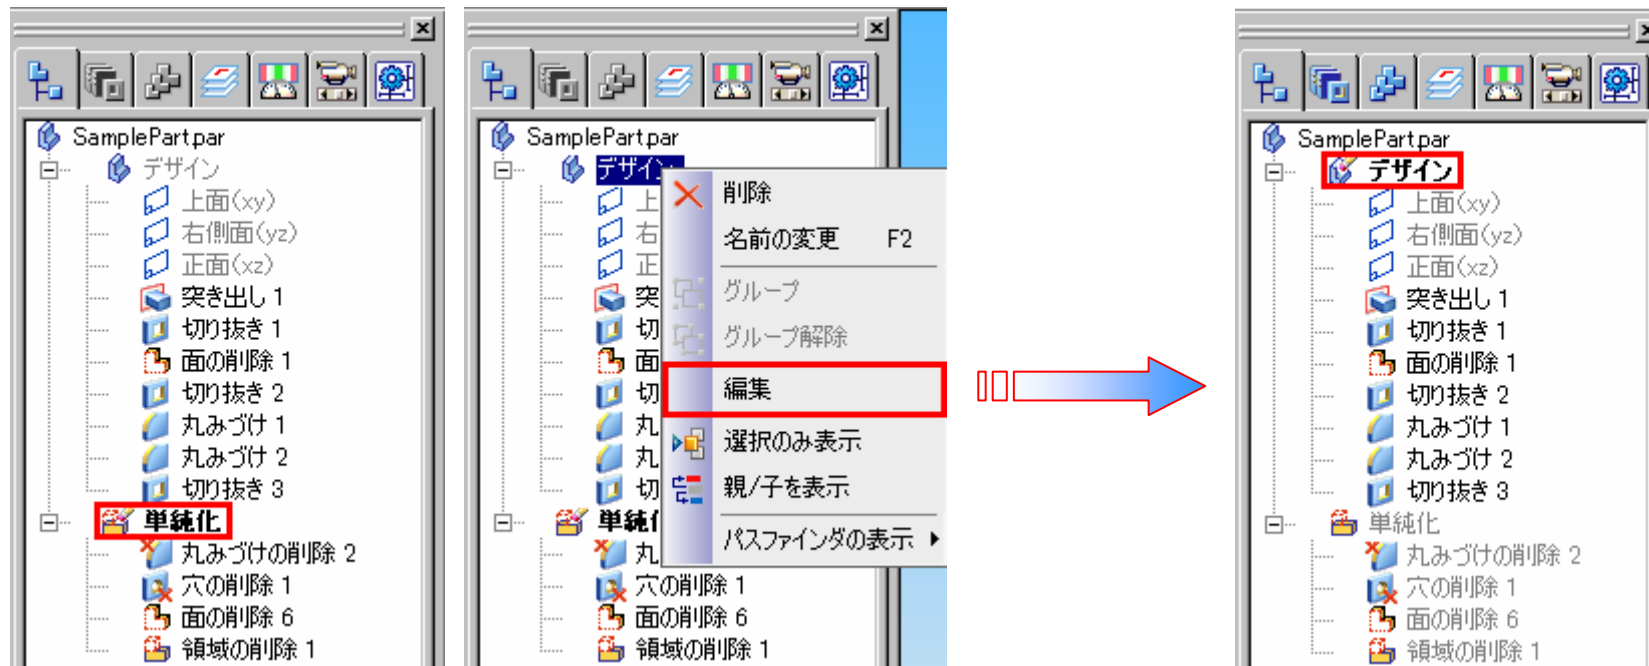 SamplePart.par
デザイン
上面(xy)
右側面(yz)
正面(xz)
突き出し 1
切り抜き 1
面の削除 1
切り抜き 2
丸みづけ 1
丸みづけ 2
切り抜き 3
単純化
丸みづけの削除 2
穴の削除 1
面の削除 6
領域の削除 1
SamplePart.par
デザイン
上
右
正
突
切
面
切
丸
丸
切
単純化
丸
穴の削除 1
面の削除 6
領域の削除 1
削除
名前の変更 F2
グループ
グループ解除
編集
選択のみ表示
親/子を表示
パスファインダの表示
SamplePart.par
デザイン
上面(xy)
右側面(yz)
正面(xz)
突き出し 1
切り抜き 1
面の削除 1
切り抜き 2
丸みづけ 1
丸みづけ 2
切り抜き 3
単純化
丸みづけの削除 2
穴の削除 1
面の削除 6
領域の削除 1